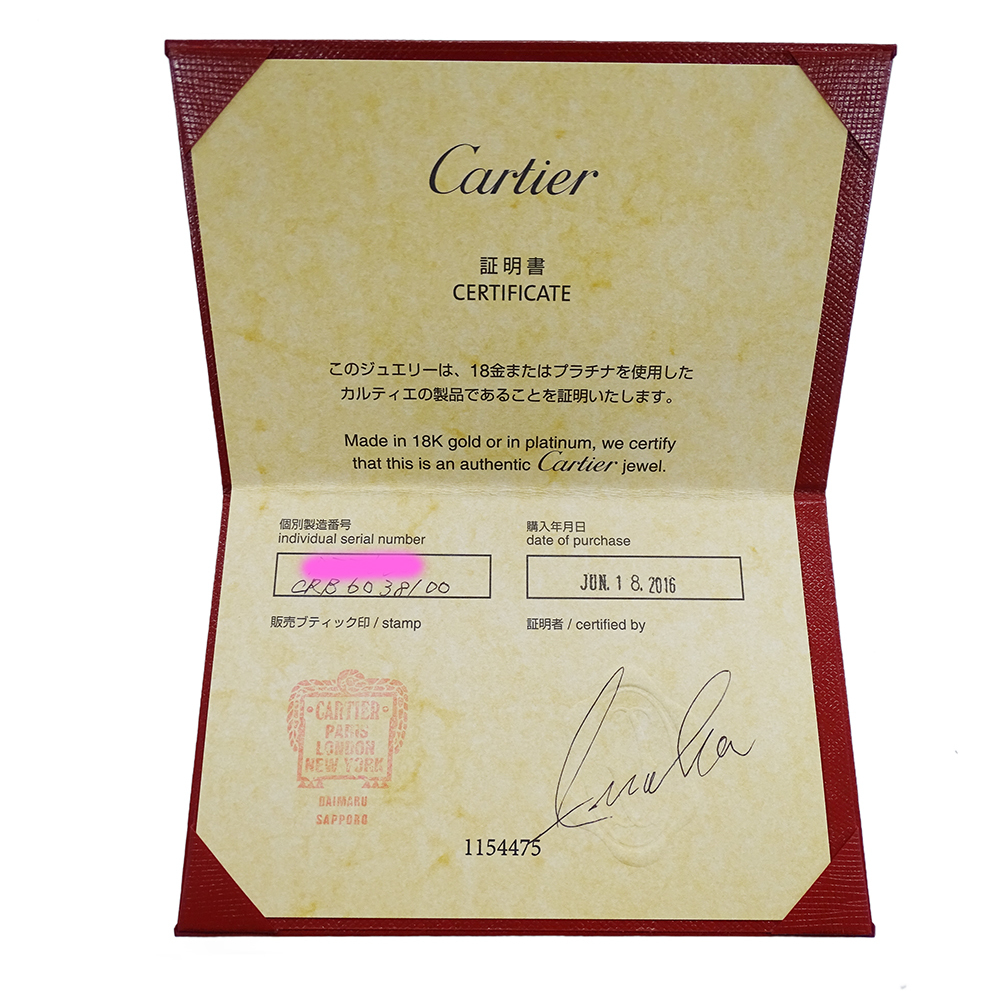 Cartier
証明書
CERTIFICATE
このジュエリーは、18金またはプラチナを使用した
カルティエの製品であることを証明いたします。
Made in 18K gold or in platinum, we certify
that this is an authentic Cartier jewel.
個別製造番号
individual serial number
CRB6038100
購入年月日
date of purchase
JUN. 18. 2016
販売ブティック印 / stamp
証明者 / certified by
CARTIER
PARIS
LONDON
NEW YORK
DAIMARU
SAPPORO
1154475